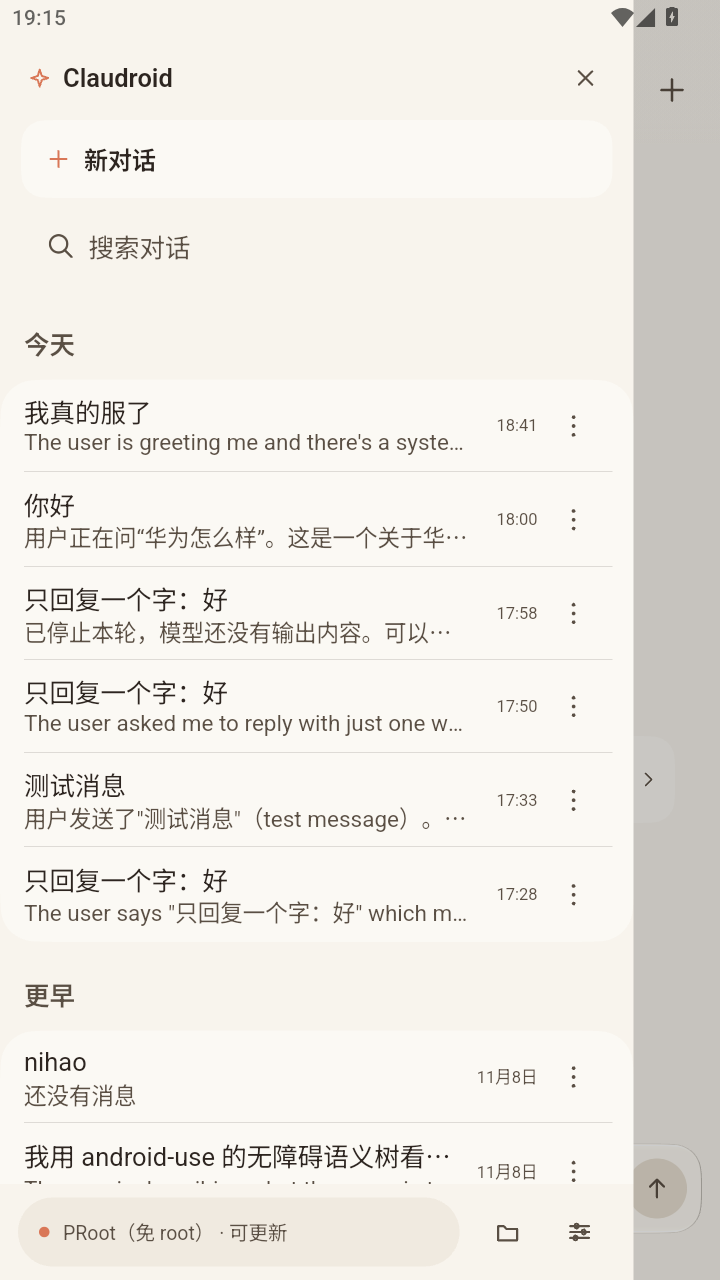 19:15
Claudroid
新对话
搜索对话
今天
我真的服了
The user is greeting me and there's a syste…
18:41
你好
用户正在问“华为怎么样”。这是一个关于华…
18:00
只回复一个字：好
已停止本轮，模型还没有输出内容。可以…
17:58
只回复一个字：好
The user asked me to reply with just one w…
17:50
测试消息
用户发送了"测试消息"（test message）。…
17:33
只回复一个字：好
The user says "只回复一个字：好" which m…
17:28
更早
nihao
还没有消息
11月8日
我用 android-use 的无障碍语义树看…
11月8日
PRoot（免 root） · 可更新